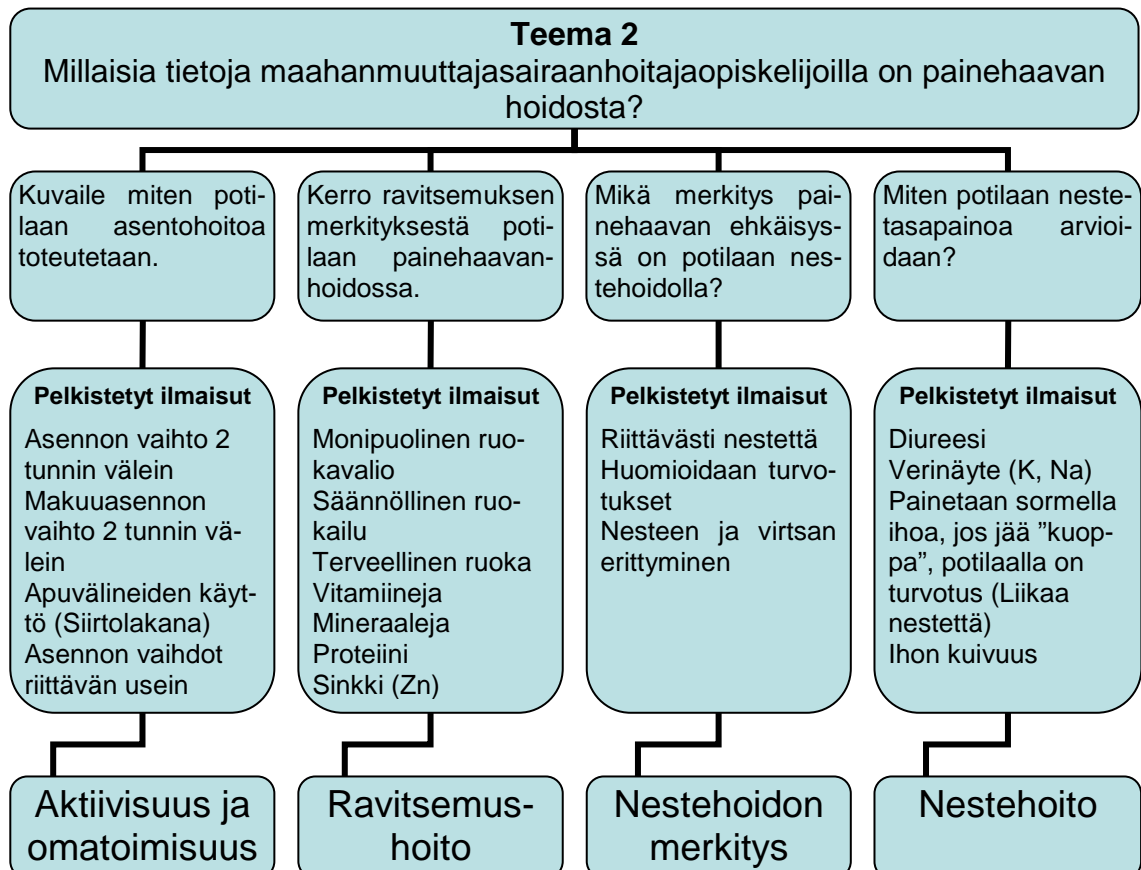 Teema 2
Millaisia tietoja maahanmuuttajasairaanhoitajaopiskelijoilla on painehaavan
hoidosta?
Kuvaile miten poti-
laan asentohoitoa
toteutetaan.
Kerro ravitsemuksen
merkityksestä poti-
laan painehaavan-
hoidossa.
Mikä merkitys pai-
nehaavan ehkäisys-
sä on potilaan nes-
tehoidolla?
Miten potilaan neste-
tasapainoa arvioi-
daan?
Pelkistetyt ilmaisut
Asennon vaihto 2
tunnin välein
Makuuasennon
vaihto 2 tunnin vä-
lein
Apuvälineiden käyt-
tö (Siirtolakana)
Asennon vaihdot
riittävän usein
Pelkistetyt ilmaisut
Monipuolinen ruo-
kavalio
Säännöllinen ruo-
kailu
Terveellinen ruoka
Vitamiineja
Mineraaleja
Proteiini
Sinkki (Zn)
Pelkistetyt ilmaisut
Riittävästi nestettä
Huomioidaan turvo-
tukset
Nesteen ja virtsan
erittyminen
Pelkistetyt ilmaisut
Diureesi
Verinäyte (K, Na)
Painetaan sormella
ihoa, jos jää ”kuop-
pa”, potilaalla on
turvotus (Liikaa
nestettä)
Ihon kuivuus
Aktiivisuus ja
omatoimisuus
Ravitsemus-
hoito
Nestehoidon
merkitys
Nestehoito